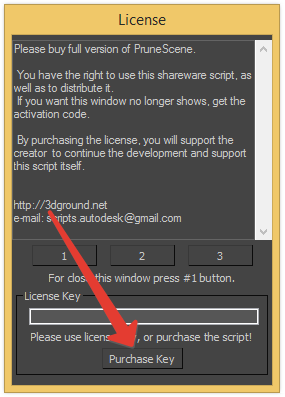 License
Please buy full version of PruneScene.
You have the right to use this shareware script, as
well as to distribute it.
If you want this window no longer shows, get the
activation code.
By purchasing the license, you will support the
creator to continue the development and support
this script itself.
http://3dground.net
e-mail: scripts.autodesk@gmail.com
1 2 3
For close this window press #1 button.
License Key
Please use license , or purchase the script!
Purchase Key